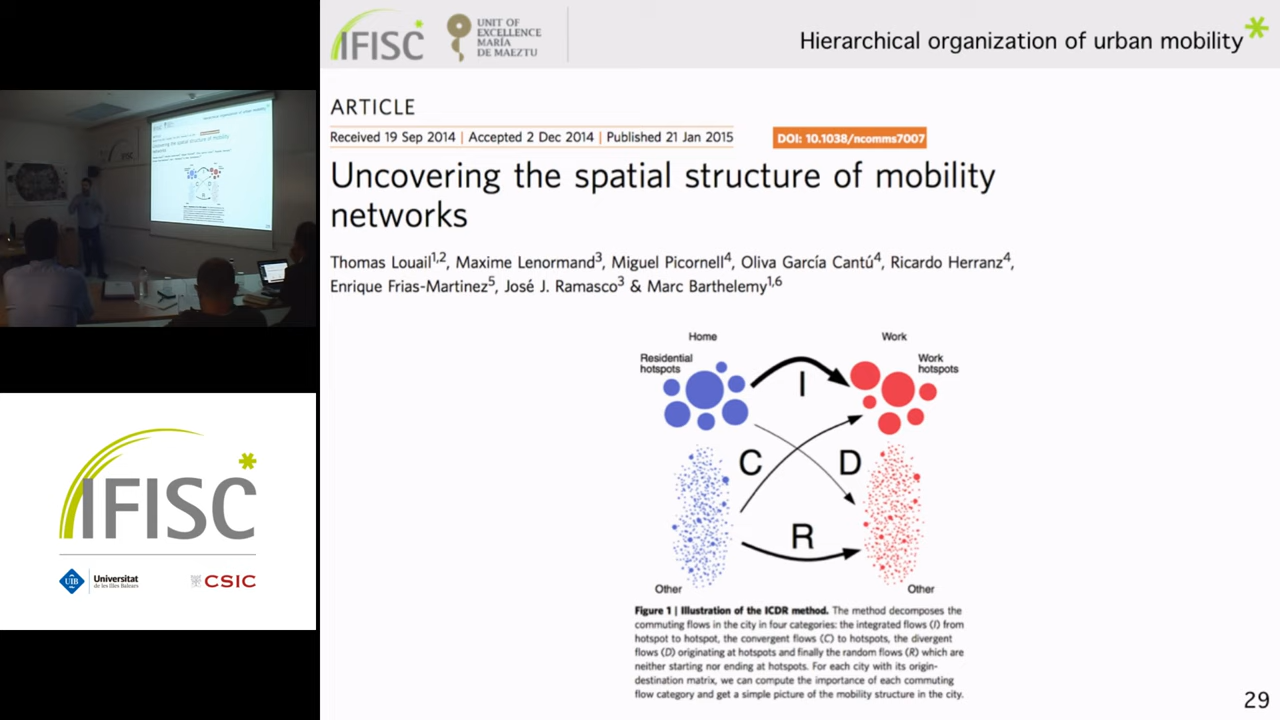 IFISC
UNIT OF
EXCELLENCE
MARÍA
DE MAEZTU
Hierarchical organization of urban mobility
ARTICLE
Received 19 Sep 2014 | Accepted 2 Dec 2014 | Published 21 Jan 2015
DOI: 10.1038/ncomms7007
Uncovering the spatial structure of mobility
networks
Thomas Louail1,2, Maxime Lenormand3, Miguel Picornell4, Oliva García Cantú4, Ricardo Herranz4,
Enrique Frias-Martinez5, José J. Ramasco3 & Marc Barthelemy1,6
Home
Work
Residential
hotspots
Work
hotspots
I
C
D
R
Other
Other
Figure 1 | Illustration of the ICDR method. The method decomposes the
commuting flows in the city in four categories: the integrated flows (I) from
hotspot to hotspot, the convergent flows (C) to hotspots, the divergent
flows (D) originating at hotspots and finally the random flows (R) which are
neither starting nor ending at hotspots. For each city with its origin-
destination matrix, we can compute the importance of each commuting
flow category and get a simple picture of the mobility structure in the city.
29
IFISC
UIB
Universitat
de les Illes Balears
CSIC